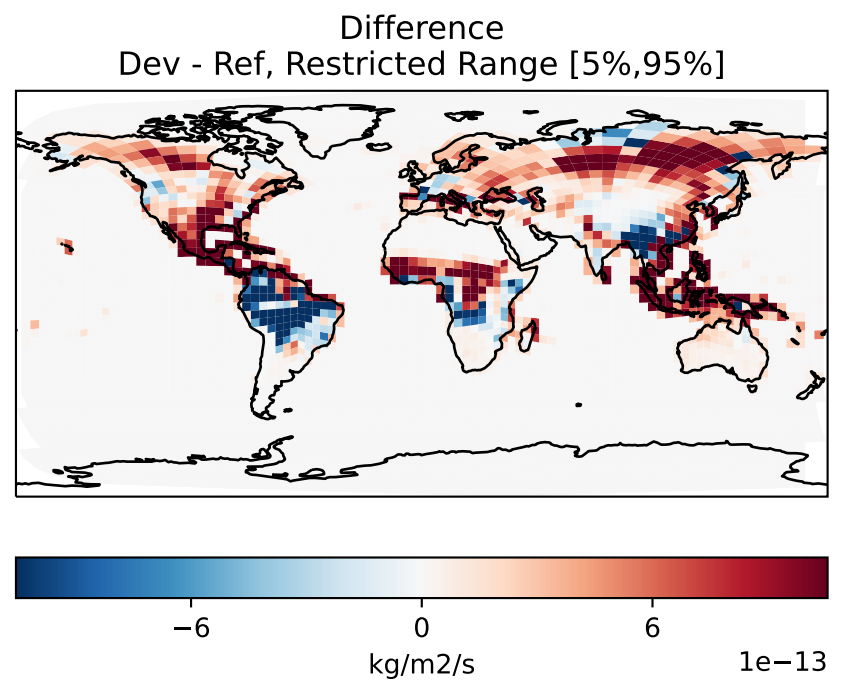 Difference
Dev - Ref, Restricted Range [5%,95%]
−6 0 6
kg/m2/s
1e−13